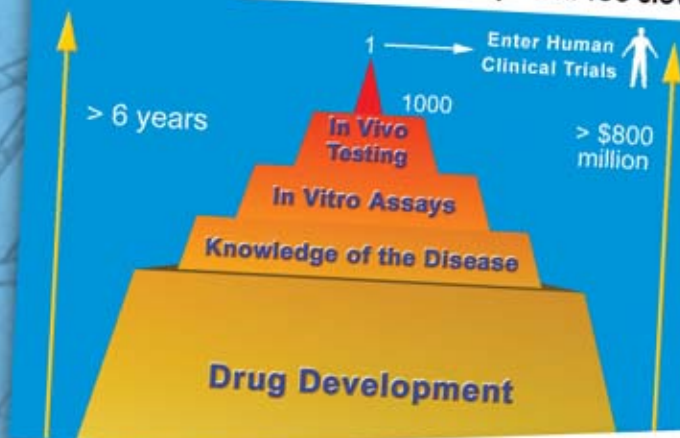 1
Enter Human
Clinical Trials
> 6 years
1000
> $800
million
In Vivo
Testing
In Vitro Assays
Knowledge of the Disease
Drug Development